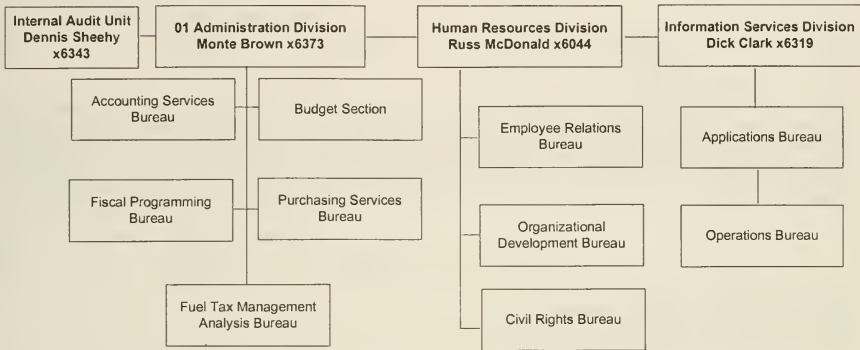 Internal Audit Unit
Dennis Sheehy
x6343
01 Administration Division
Monte Brown x6373
Human Resources Division
Russ McDonald x6044
Information Services Division
Dick Clark x6319
Accounting Services
Bureau
Budget Section
Employee Relations
Bureau
Applications Bureau
Fiscal Programming
Bureau
Purchasing Services
Bureau
Organizational
Development Bureau
Operations Bureau
Fuel Tax Management
Analysis Bureau
Civil Rights Bureau